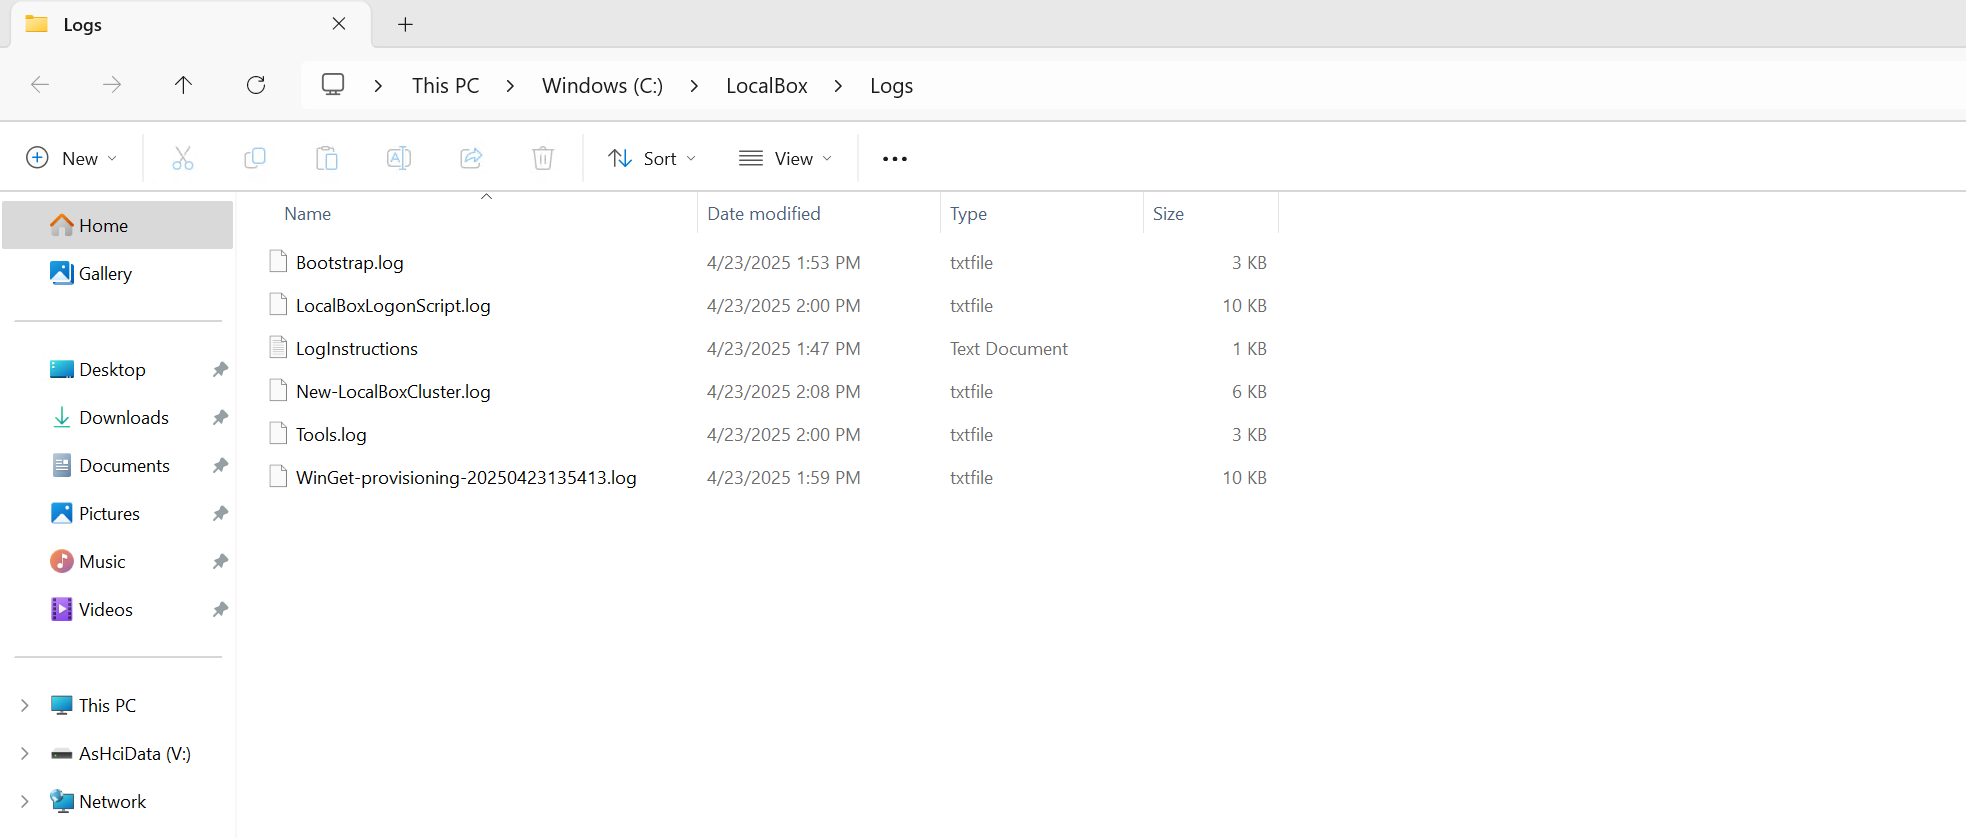 Logs
This PC Windows (C:) LocalBox Logs
New Sort View
Name Date modified Type Size
Home
Gallery
Desktop
Downloads
Documents
Pictures
Music
Videos
This PC
AsHciData (V:)
Network
Bootstrap.log 4/23/2025 1:53 PM txtfile 3 KB
LocalBoxLogonScript.log 4/23/2025 2:00 PM txtfile 10 KB
LogInstructions 4/23/2025 1:47 PM Text Document 1 KB
New-LocalBoxCluster.log 4/23/2025 2:08 PM txtfile 6 KB
Tools.log 4/23/2025 2:00 PM txtfile 3 KB
WinGet-provisioning-20250423135413.log 4/23/2025 1:59 PM txtfile 10 KB